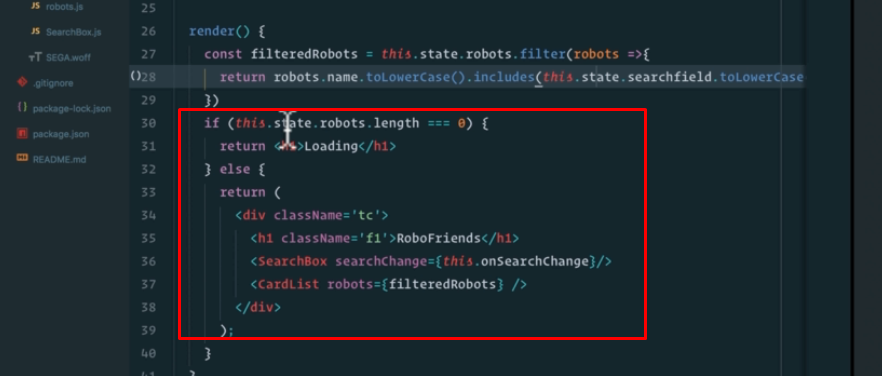 robots.js
SearchBox.js
SEGA.woff
.gitignore
package-lock.json
package.json
README.md
25
26 render() {
27 const filteredRobots = this.state.robots.filter(robots =>{
28 return robots.name.toLowerCase().includes(this.state.searchfield.toLowerCase
29 })
30 if (this.state.robots.length === 0) {
31 return <h1>Loading</h1>
32 } else {
33 return (
34 <div className='tc'>
35 <h1 className='f1'>RoboFriends</h1>
36 <SearchBox searchChange={this.onSearchChange}/>
37 <CardList robots={filteredRobots} />
38 </div>
39 );
40 }
41 }